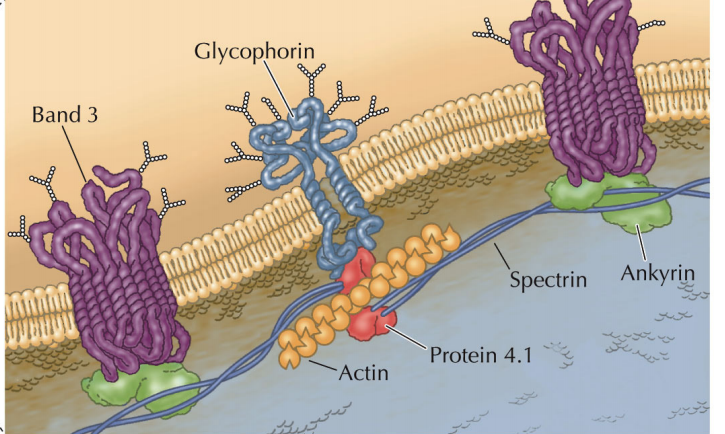 Glycophorin
Band 3
Spectrin
Ankyrin
Protein 4.1
Actin